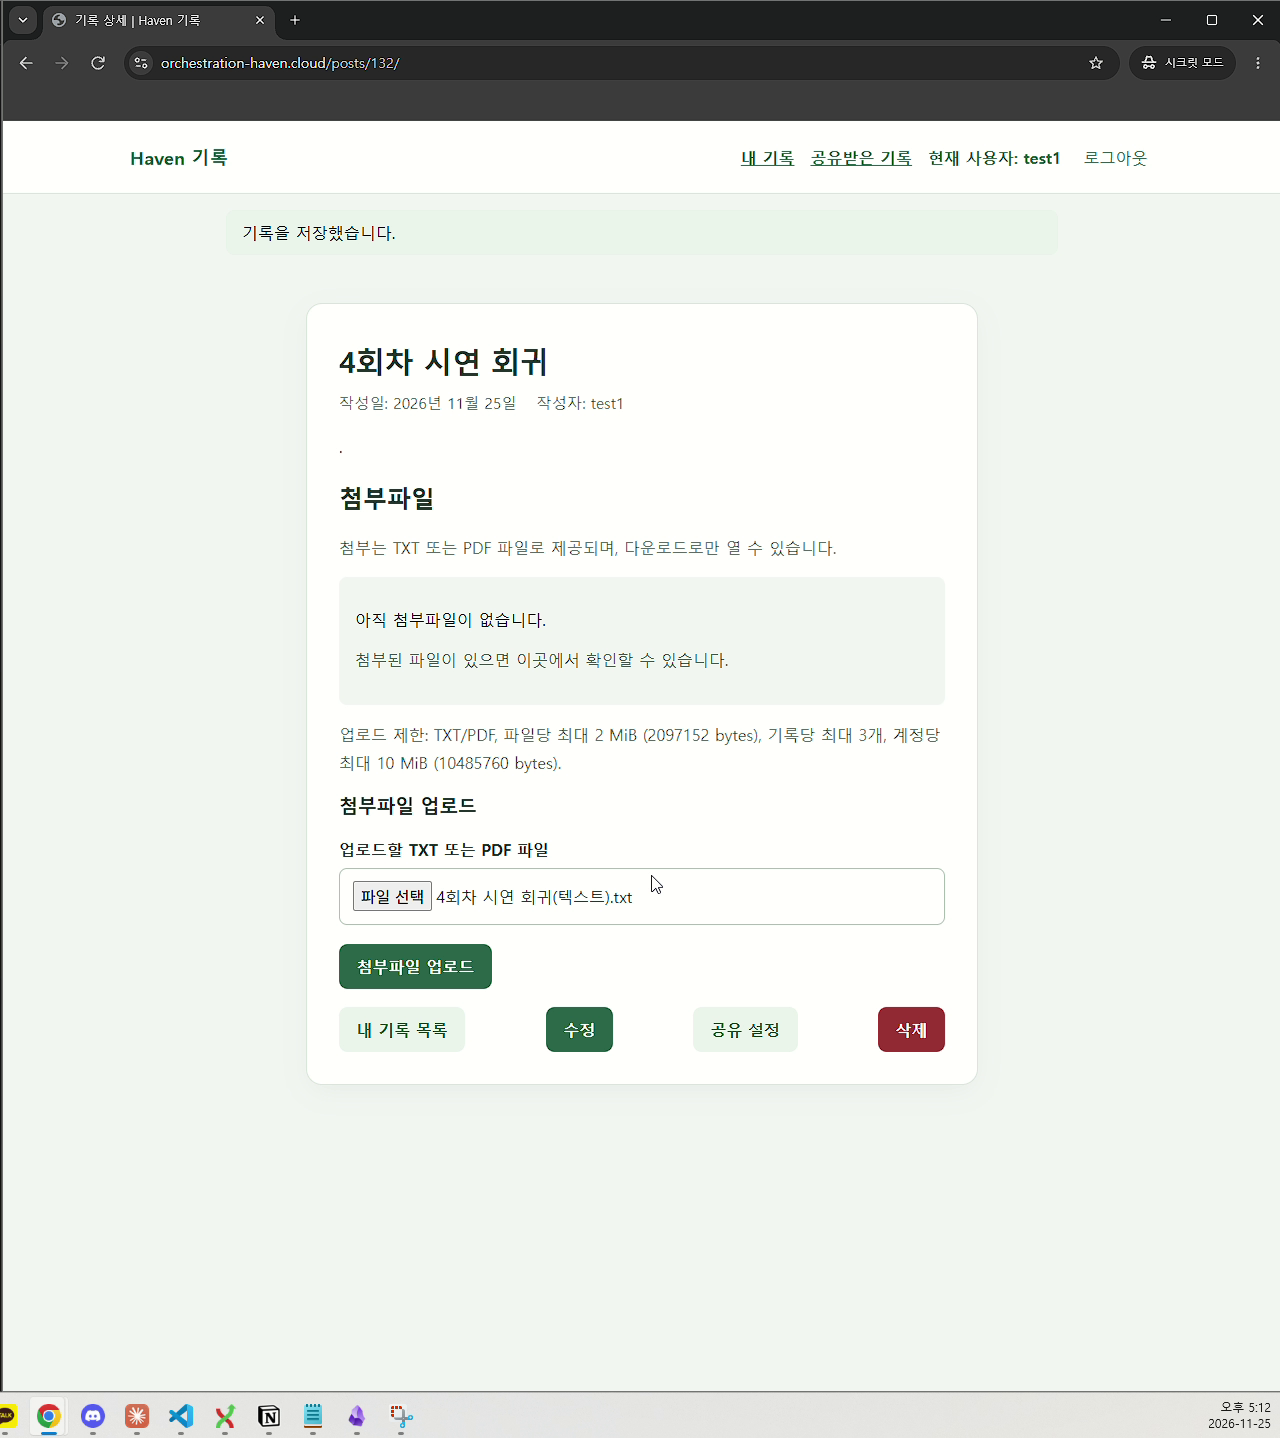 기록 상세 | Haven 기록
orchestration-haven.cloud/posts/132/
시크릿 모드
Haven 기록
내 기록 공유받은 기록 현재 사용자: test1 로그아웃
기록을 저장했습니다.
4회차 시연 회귀
작성일: 2026년 11월 25일 작성자: test1
.
첨부파일
첨부는 TXT 또는 PDF 파일로 제공되며, 다운로드로만 열 수 있습니다.
아직 첨부파일이 없습니다.
첨부된 파일이 있으면 이곳에서 확인할 수 있습니다.
업로드 제한: TXT/PDF, 파일당 최대 2 MiB (2097152 bytes), 기록당 최대 3개, 계정당
최대 10 MiB (10485760 bytes).
첨부파일 업로드
업로드할 TXT 또는 PDF 파일
파일 선택 4회차 시연 회귀(텍스트).txt
첨부파일 업로드
내 기록 목록 수정 공유 설정 삭제
TALK
오후 5:12
2026-11-25